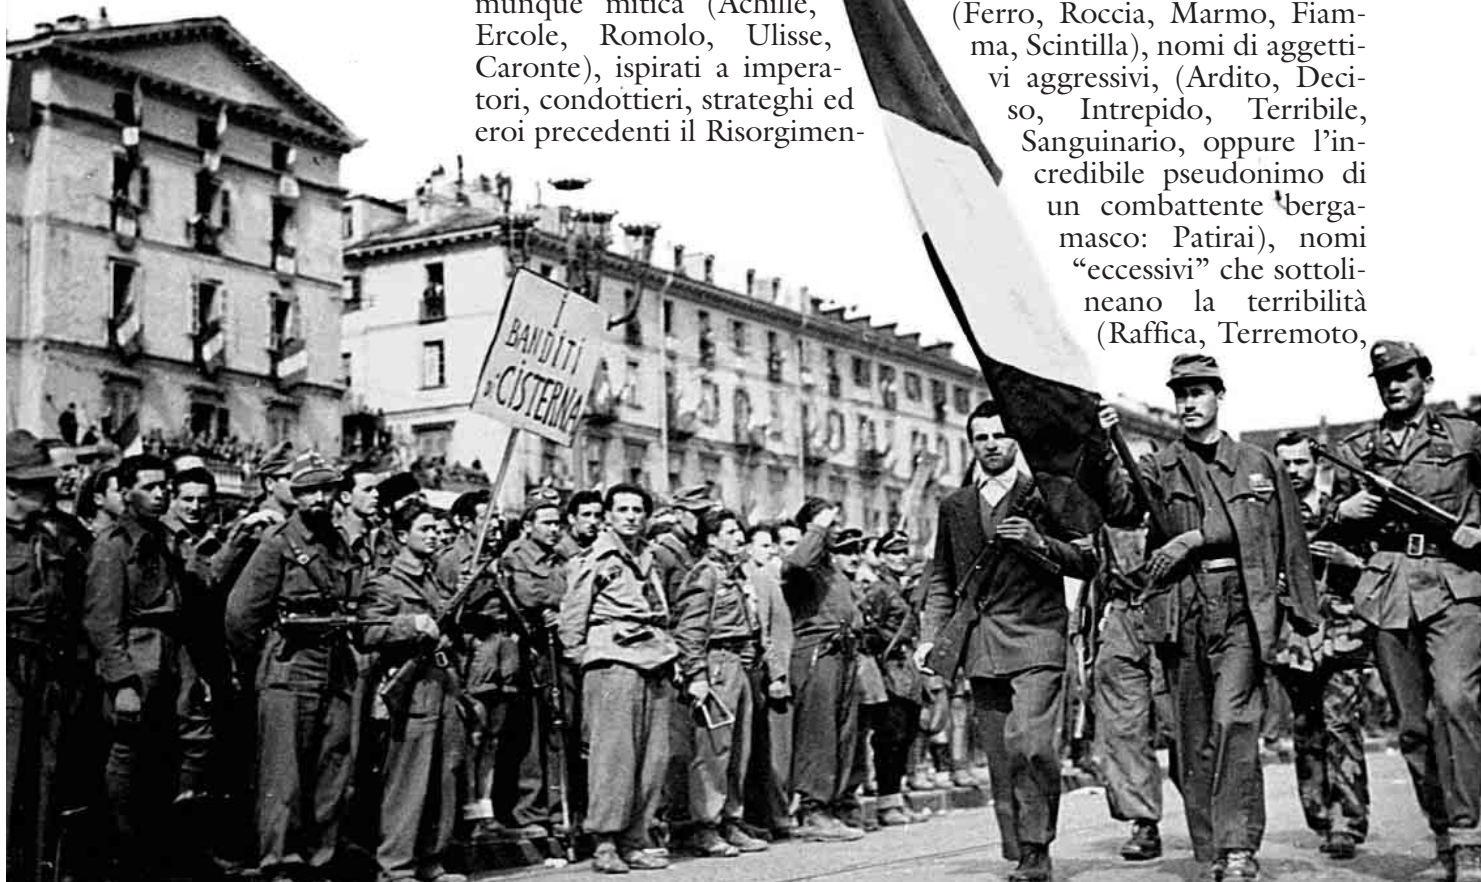 munque mitica (Achille,
Ercole, Romolo, Ulisse,
Caronte), ispirati a impera-
tori, condottieri, strateghi ed
eroi precedenti il Risorgimen-
(Ferro, Roccia, Marmo, Fiam-
ma, Scintilla), nomi di aggetti-
vi aggressivi, (Ardito, Deci-
so, Intrepido, Terribile,
Sanguinario, oppure l’in-
credibile pseudonimo di
un combattente berga-
masco: Patirai), nomi
“eccessivi” che sottoli-
neano la terribilità
(Raffica, Terremoto,
I
BANDITI
D'CISTERNA